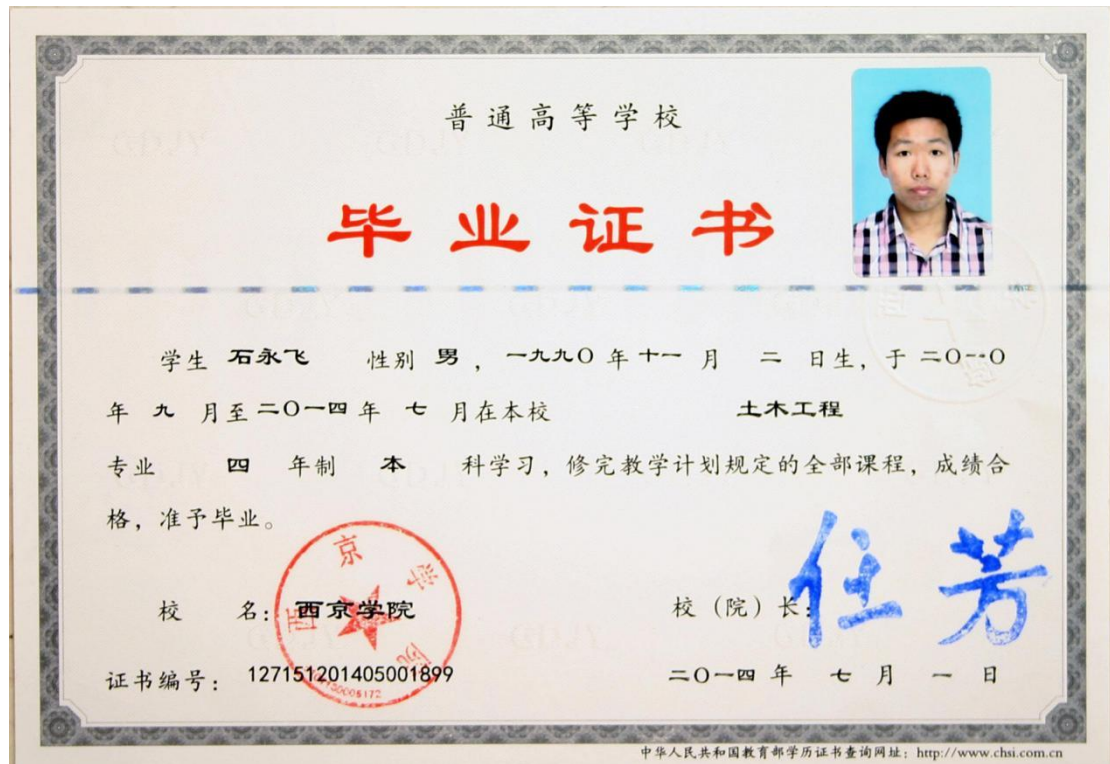 普通高等学校
毕业证书
学生 石永飞 性别 男 ，一九九〇 年 十一 月 二 日生，于 二〇一〇
年 九 月至 二〇一四 年 七 月在本校 土木工程
专业 四 年制 本 科学习，修完教学计划规定的全部课程，成绩合
格，准予毕业。
校 名： 西京学院 校（院）长：
西京学院
任芳
证书编号： 127151201405001899 二〇一四 年 七 月 一 日
中华人民共和国教育部学历证书查询网址：http://www.chsi.com.cn